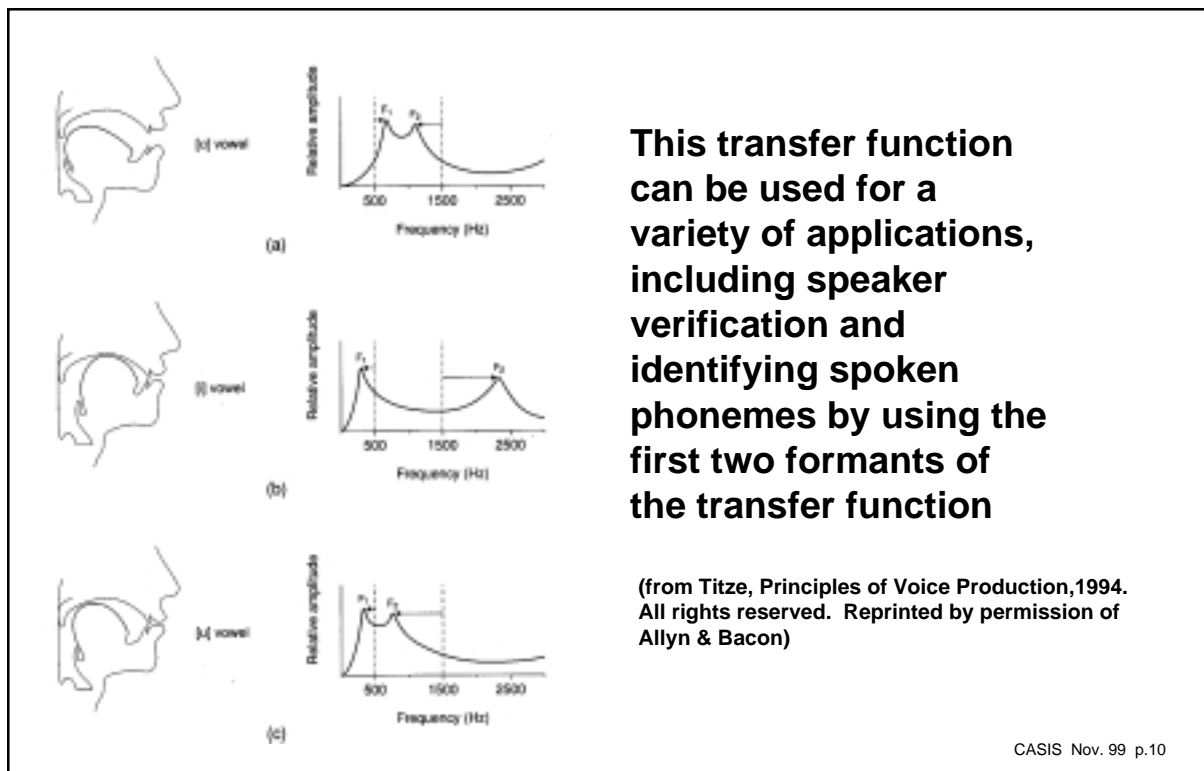 Relative amplitude
F1
F2
[ɑ] vowel
500
1500
2500
Frequency (Hz)
(a)
Relative amplitude
F1
F2
[i] vowel
500
1500
2500
Frequency (Hz)
(b)
Relative amplitude
F1
F2
[u] vowel
500
1500
2500
Frequency (Hz)
(c)
This transfer function
can be used for a
variety of applications,
including speaker
verification and
identifying spoken
phonemes by using the
first two formants of
the transfer function
(from Titze, Principles of Voice Production,1994.
All rights reserved. Reprinted by permission of
Allyn & Bacon)
CASIS Nov. 99 p.10